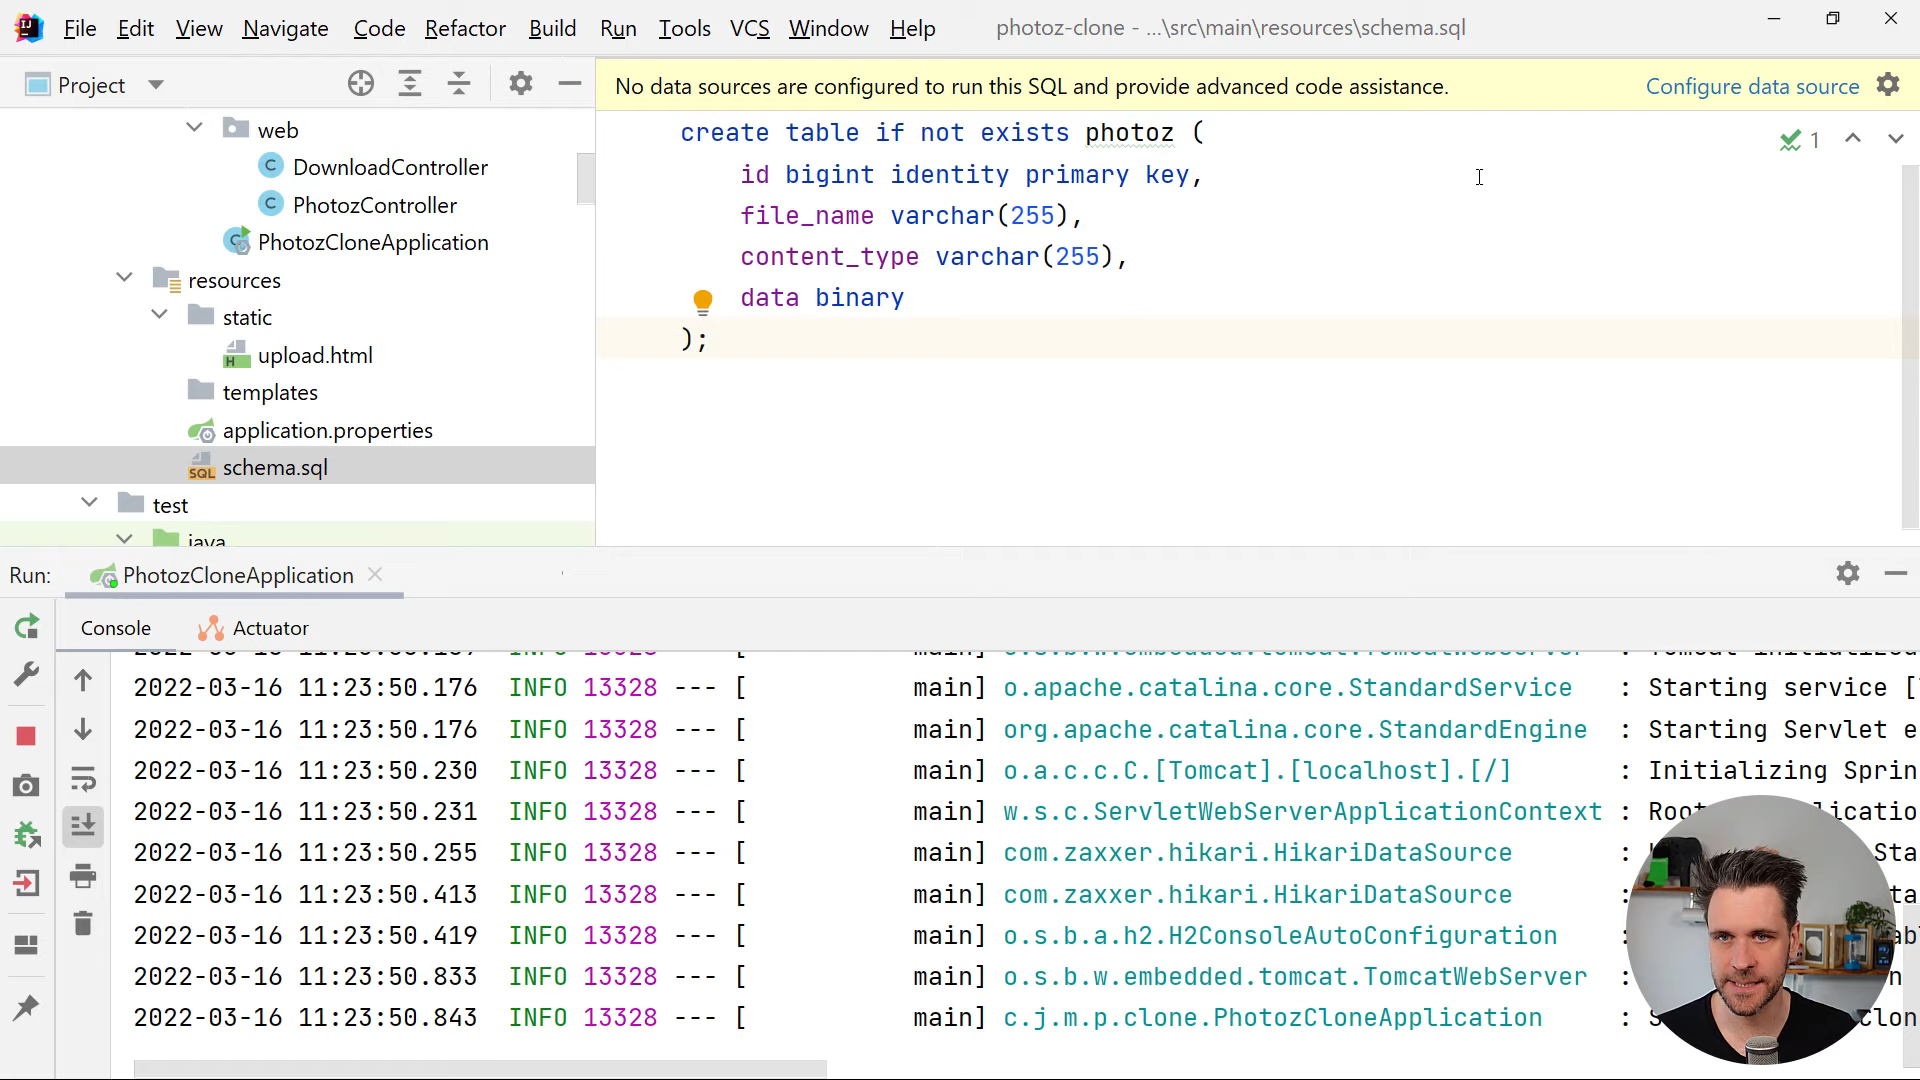 File Edit View Navigate Code Refactor Build Run Tools VCS Window Help photoz-clone - ...\src\main\resources\schema.sql
Project
No data sources are configured to run this SQL and provide advanced code assistance. Configure data source
web
DownloadController
PhotozController
PhotozCloneApplication
resources
static
upload.html
templates
application.properties
schema.sql
test
java
create table if not exists photoz (
id bigint identity primary key,
file_name varchar(255),
content_type varchar(255),
data binary
);
1
Run: PhotozCloneApplication
Console Actuator
2022-03-16 11:23:50.176 INFO 13328 --- [ main] o.apache.catalina.core.StandardService : Starting service [
2022-03-16 11:23:50.176 INFO 13328 --- [ main] org.apache.catalina.core.StandardEngine : Starting Servlet e
2022-03-16 11:23:50.230 INFO 13328 --- [ main] o.a.c.c.C.[Tomcat].[localhost].[/] : Initializing Sprin
2022-03-16 11:23:50.231 INFO 13328 --- [ main] w.s.c.ServletWebServerApplicationContext : Root
2022-03-16 11:23:50.255 INFO 13328 --- [ main] com.zaxxer.hikari.HikariDataSource :
2022-03-16 11:23:50.413 INFO 13328 --- [ main] com.zaxxer.hikari.HikariDataSource :
2022-03-16 11:23:50.419 INFO 13328 --- [ main] o.s.b.a.h2.H2ConsoleAutoConfiguration :
2022-03-16 11:23:50.833 INFO 13328 --- [ main] o.s.b.w.embedded.tomcat.TomcatWebServer :
2022-03-16 11:23:50.843 INFO 13328 --- [ main] c.j.m.p.clone.PhotozCloneApplication :